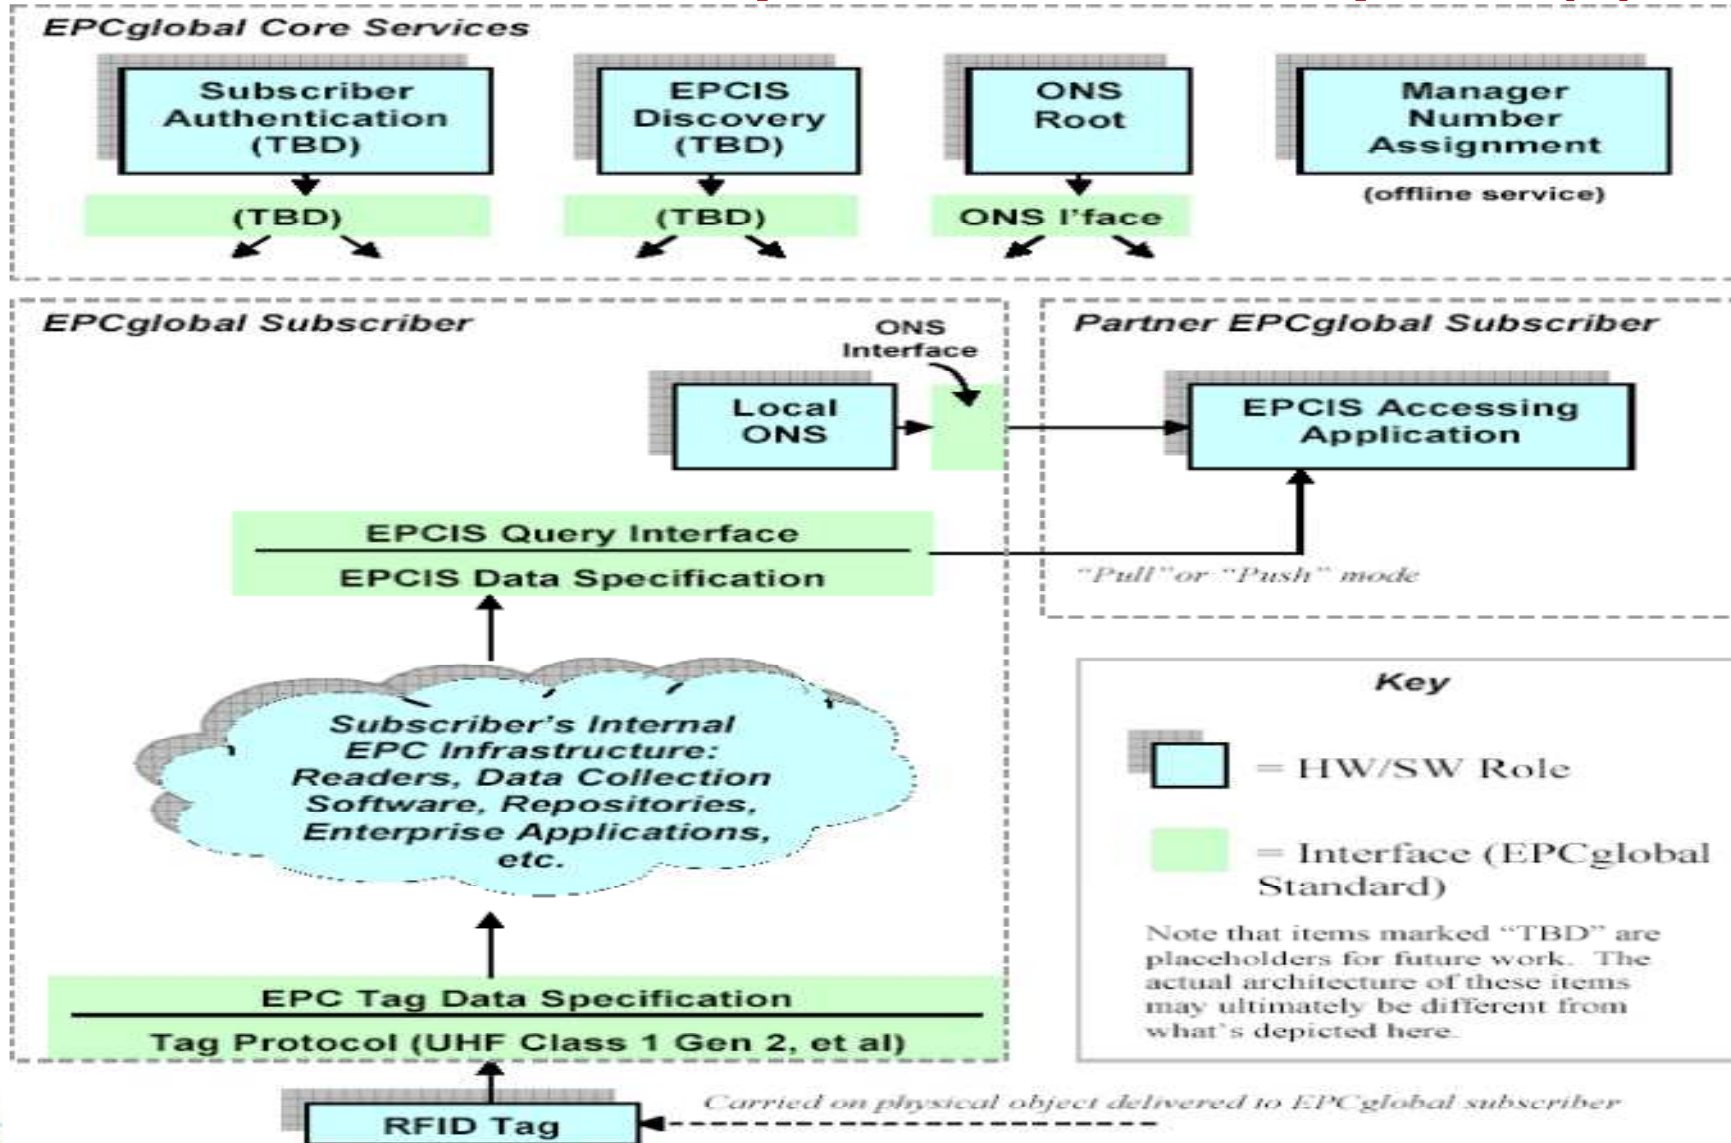 EPCglobal Core Services
Subscriber
Authentication
(TBD)
EPCIS
Discovery
(TBD)
ONS
Root
Manager
Number
Assignment
(offline service)
(TBD)
(TBD)
ONS I'face
EPCglobal Subscriber
ONS
Interface
Local
ONS
Partner EPCglobal Subscriber
EPCIS Accessing
Application
EPCIS Query Interface
EPCIS Data Specification
"Pull" or "Push" mode
Subscriber's Internal
EPC Infrastructure:
Readers, Data Collection
Software, Repositories,
Enterprise Applications,
etc.
EPC Tag Data Specification
Tag Protocol (UHF Class 1 Gen 2, et al)
RFID Tag
Carried on physical object delivered to EPCglobal subscriber
Key
= HW/SW Role
= Interface (EPCglobal
Standard)
Note that items marked "TBD" are
placeholders for future work. The
actual architecture of these items
may ultimately be different from
what's depicted here.